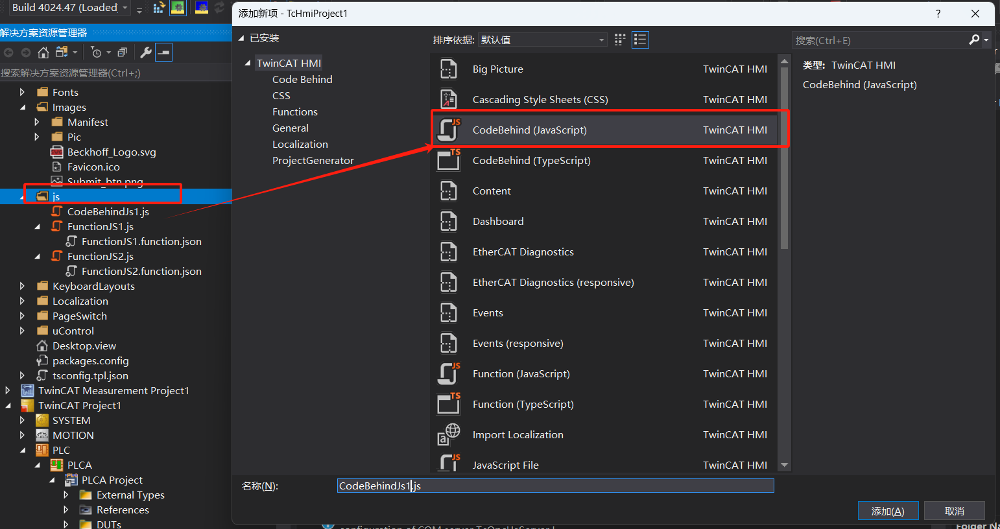 Build 4024.47 (Loaded)
解决方案资源管理器
搜索解决方案资源管理器(Ctrl+;)
Fonts
Images
Manifest
Pic
Beckhoff_Logo.svg
Favicon.ico
Submit_btn.png
js
CodeBehindJs1.js
FunctionJS1.js
FunctionJS1.function.json
FunctionJS2.js
FunctionJS2.function.json
KeyboardLayouts
Localization
PageSwitch
uControl
Desktop.view
packages.config
tsconfig.tpl.json
TwinCAT Measurement Project1
TwinCAT Project1
SYSTEM
MOTION
PLC
PLCA
PLCA Project
External Types
References
DUTs
添加新项 - TcHmiProject1
?
已安装
TwinCAT HMI
Code Behind
CSS
Functions
General
Localization
ProjectGenerator
排序依据: 默认值
Big Picture TwinCAT HMI
Cascading Style Sheets (CSS) TwinCAT HMI
CodeBehind (JavaScript) TwinCAT HMI
CodeBehind (TypeScript) TwinCAT HMI
Content TwinCAT HMI
Dashboard TwinCAT HMI
EtherCAT Diagnostics TwinCAT HMI
EtherCAT Diagnostics (responsive) TwinCAT HMI
Events TwinCAT HMI
Events (responsive) TwinCAT HMI
Function (JavaScript) TwinCAT HMI
Function (TypeScript) TwinCAT HMI
Import Localization TwinCAT HMI
JavaScript File TwinCAT HMI
搜索(Ctrl+E)
类型: TwinCAT HMI
CodeBehind (JavaScript)
名称(N): CodeBehindJs1.js
添加(A) 取消
configuration of COM server TcOpcUaServer
Folder Na